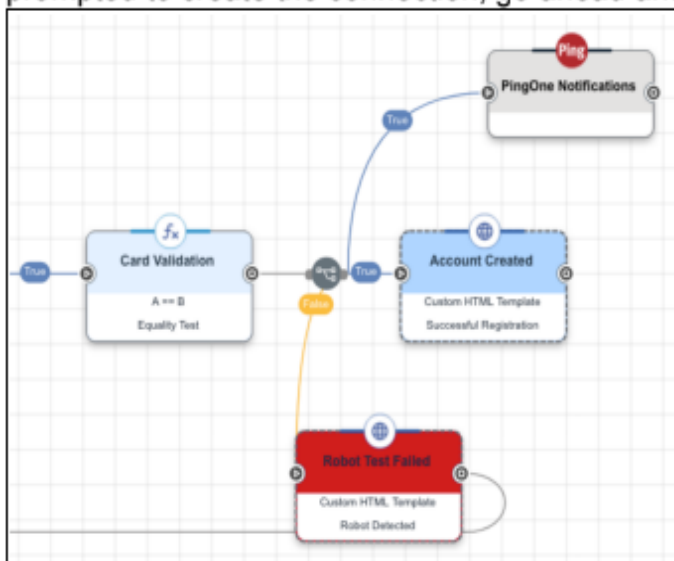 Ping
PingOne Notifications
True
fx
Card Validation
Account Created
True
True
A == B
Custom HTML Template
False
Equality Test
Successful Registration
Robot Test Failed
Custom HTML Template
Robot Detected